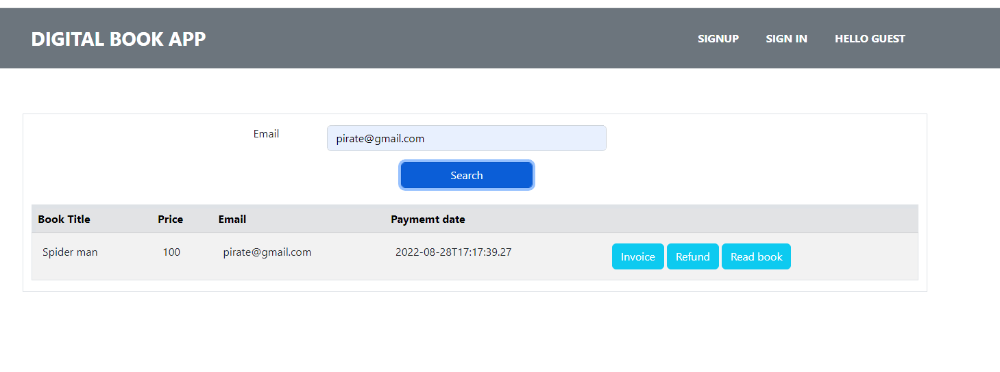 DIGITAL BOOK APP SIGNUP SIGN IN HELLO GUEST
Email pirate@gmail.com
Search
Book Title Price Email Paymemt date
Spider man 100 pirate@gmail.com 2022-08-28T17:17:39.27 Invoice Refund Read book